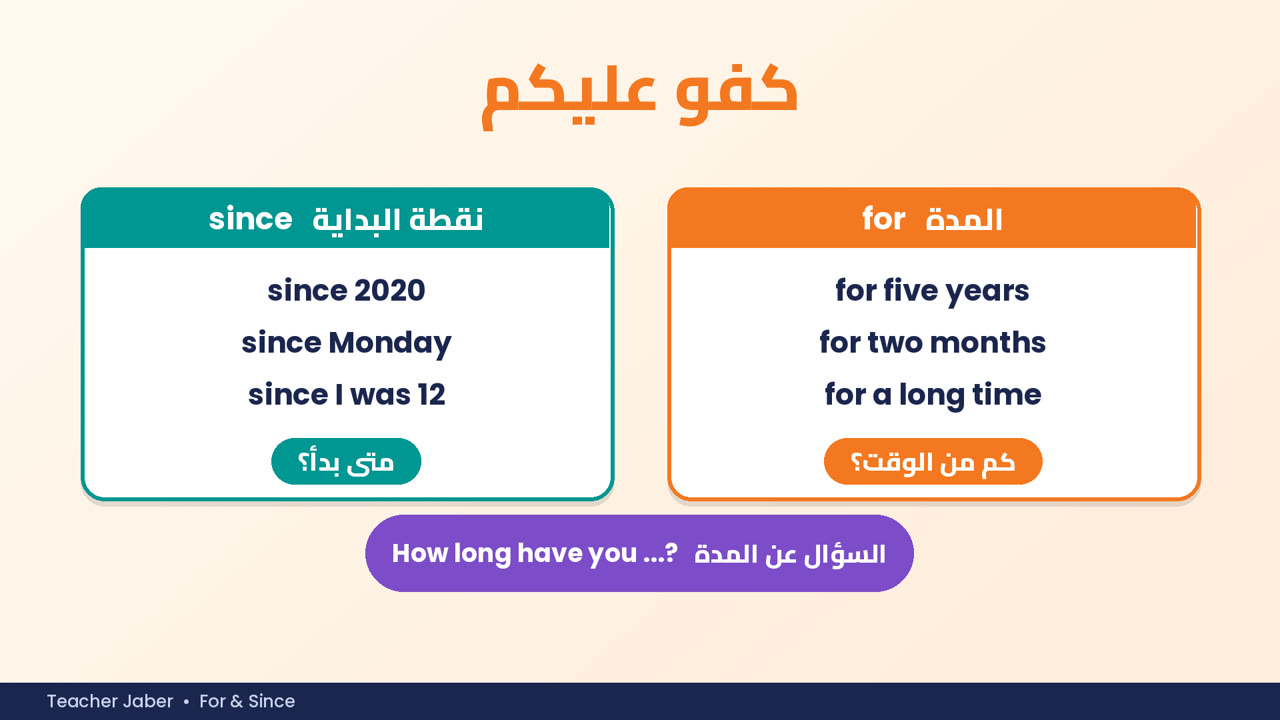 كفو عليكم
since نقطة البداية
since 2020
since Monday
since I was 12
متى بدأ؟
for المدة
for five years
for two months
for a long time
كم من الوقت؟
How long have you ...? السؤال عن المدة
Teacher Jaber • For & Since